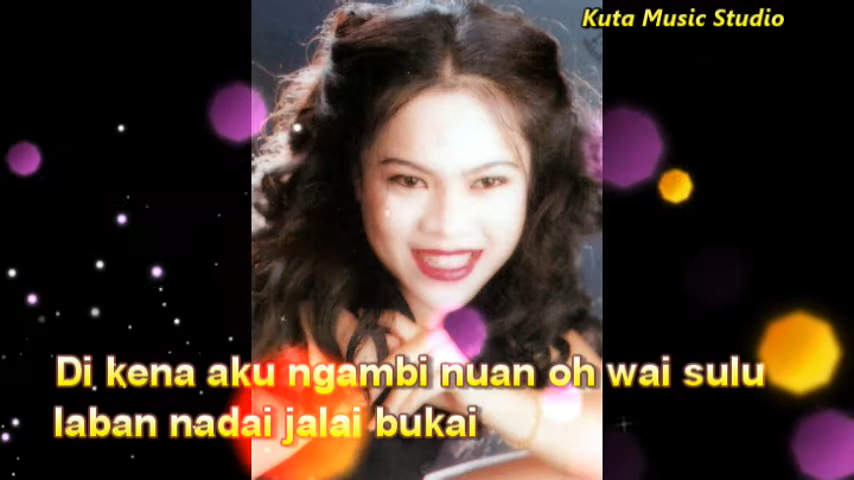 Kuta Music Studio
Di kena aku ngambi nuan oh wai sulu
laban nadai jalai bukai